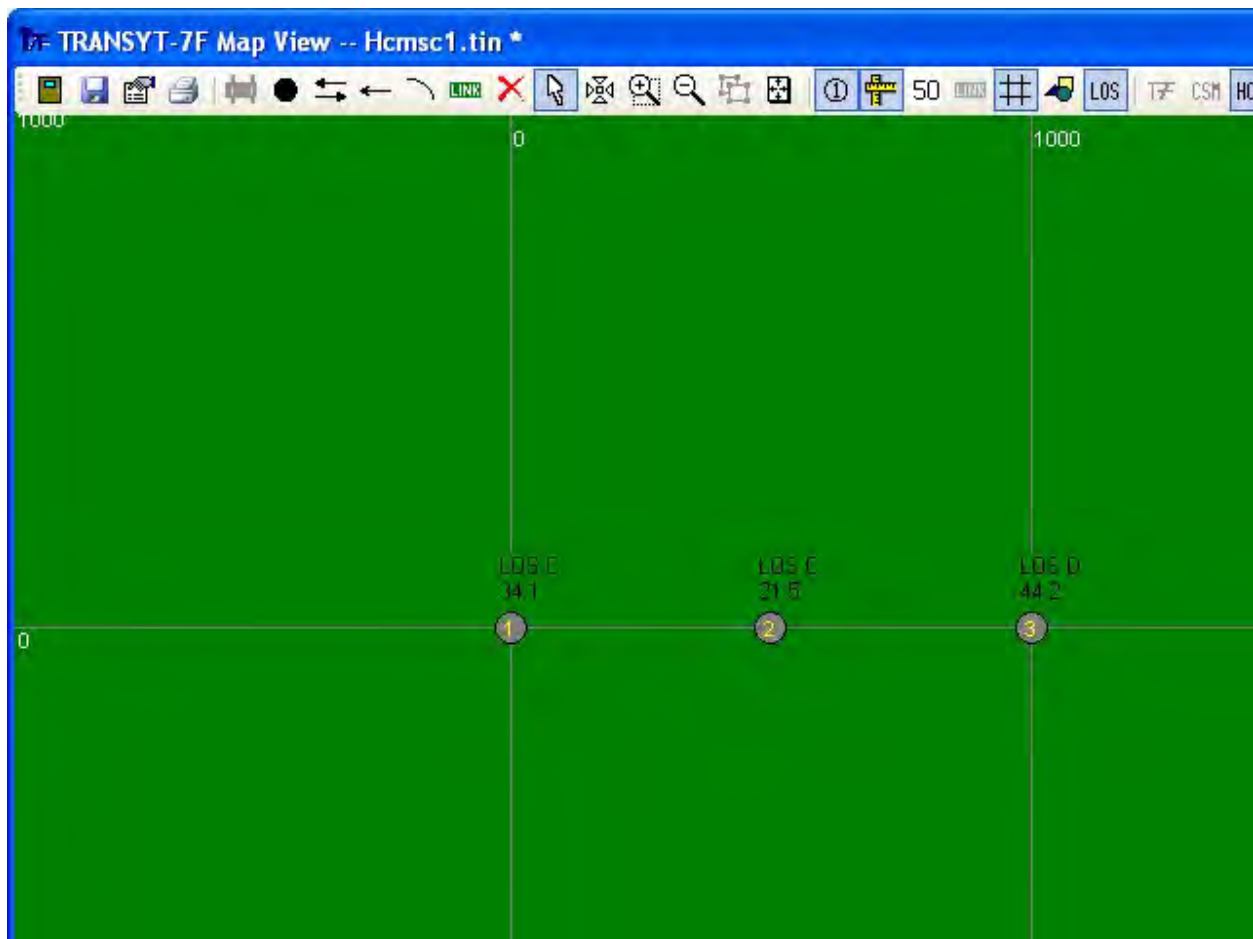 TRANSYT-7F Map View -- Hcmsc1.tin *
LINK 50 LOS CSM
1000
0 1000
LOS C LOS C LOS D
34.1 21.5 44.2
0 1 2 3